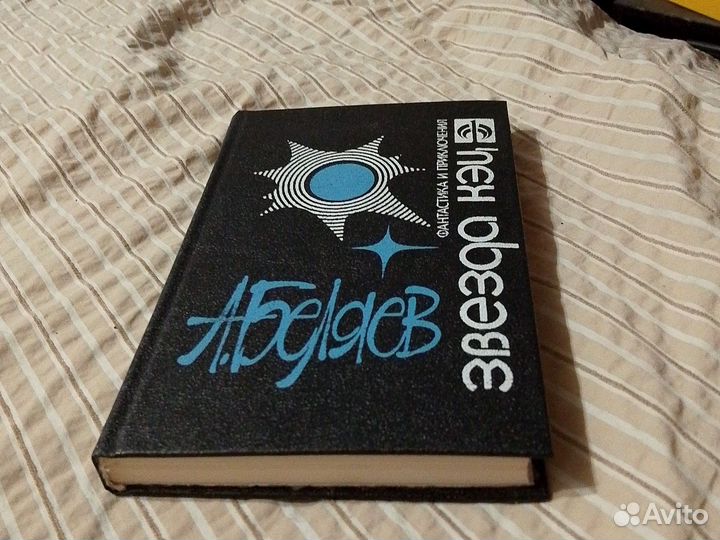 А. Беляев
ФАНТАСТИКА И ПРИКЛЮЧЕНИЯ
звезда кэц
Avito